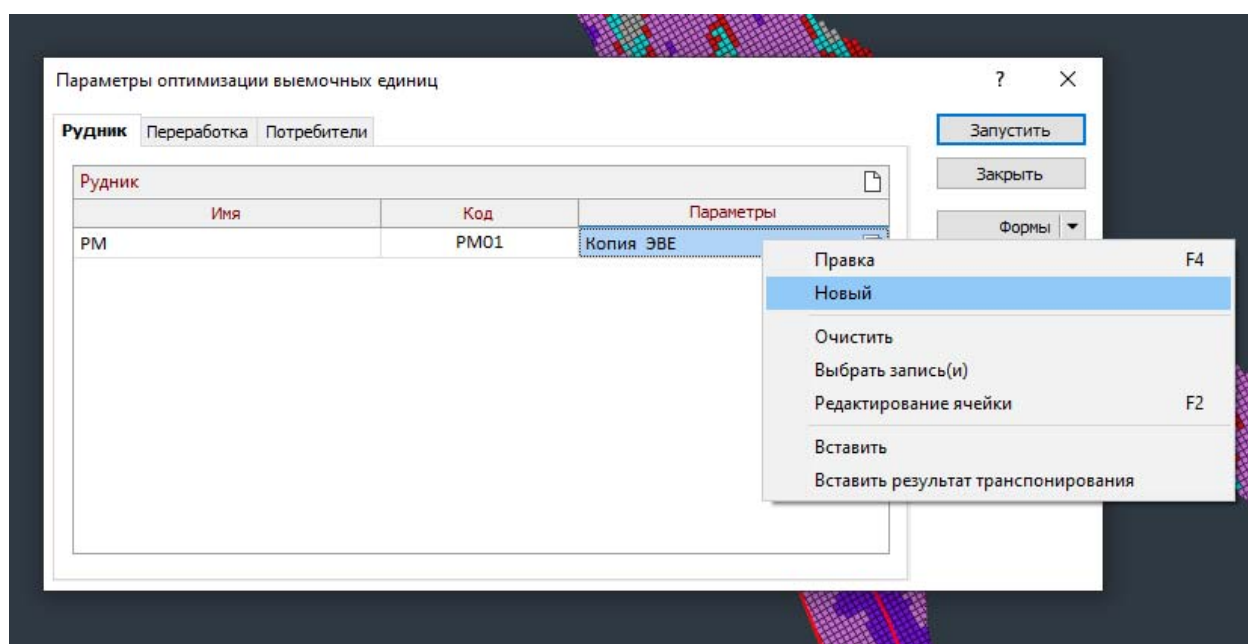 Параметры оптимизации выемочных единиц ? ×
Рудник Переработка Потребители
Запустить
Рудник
Закрыть
Имя Код Параметры
Формы
РМ РМ01 Копия ЭВЕ
Правка F4
Новый
Очистить
Выбрать запись(и)
Редактирование ячейки F2
Вставить
Вставить результат транспонирования